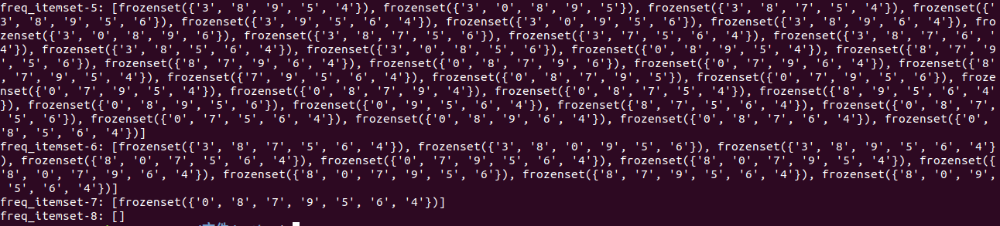 freq_itemset-5: [frozenset({'3', '8', '9', '5', '4'}), frozenset({'3', '0', '8', '9', '5'}), frozenset({'3', '8', '7', '5', '4'}), frozenset({'
3', '8', '9', '5', '6'}), frozenset({'3', '9', '5', '6', '4'}), frozenset({'3', '0', '9', '5', '6'}), frozenset({'3', '8', '9', '6', '4'}), fro
zenset({'3', '0', '8', '9', '6'}), frozenset({'3', '8', '7', '5', '6'}), frozenset({'3', '7', '5', '6', '4'}), frozenset({'3', '8', '7', '6', '
4'}), frozenset({'3', '8', '5', '6', '4'}), frozenset({'3', '0', '8', '5', '6'}), frozenset({'0', '8', '9', '5', '4'}), frozenset({'8', '7', '9
', '5', '6'}), frozenset({'8', '7', '9', '6', '4'}), frozenset({'0', '8', '7', '9', '6'}), frozenset({'0', '7', '9', '6', '4'}), frozenset({'8'
, '7', '9', '5', '4'}), frozenset({'7', '9', '5', '6', '4'}), frozenset({'0', '8', '7', '9', '5'}), frozenset({'0', '7', '9', '5', '6'}), froze
nset({'0', '7', '9', '5', '4'}), frozenset({'0', '8', '7', '9', '4'}), frozenset({'0', '8', '7', '5', '4'}), frozenset({'8', '9', '5', '6', '4'
}), frozenset({'0', '8', '9', '5', '6'}), frozenset({'0', '9', '5', '6', '4'}), frozenset({'8', '7', '5', '6', '4'}), frozenset({'0', '8', '7',
 '5', '6'}), frozenset({'0', '7', '5', '6', '4'}), frozenset({'0', '8', '9', '6', '4'}), frozenset({'0', '8', '7', '6', '4'}), frozenset({'0',
'8', '5', '6', '4'})]
freq_itemset-6: [frozenset({'3', '8', '7', '5', '6', '4'}), frozenset({'3', '8', '0', '9', '5', '6'}), frozenset({'3', '8', '9', '5', '6', '4'}
), frozenset({'8', '0', '7', '5', '6', '4'}), frozenset({'0', '7', '9', '5', '6', '4'}), frozenset({'8', '0', '7', '9', '5', '4'}), frozenset({
'8', '0', '7', '9', '6', '4'}), frozenset({'8', '0', '7', '9', '5', '6'}), frozenset({'8', '7', '9', '5', '6', '4'}), frozenset({'8', '0', '9',
 '5', '6', '4'})]
freq_itemset-7: [frozenset({'0', '8', '7', '9', '5', '6', '4'})]
freq_itemset-8: []